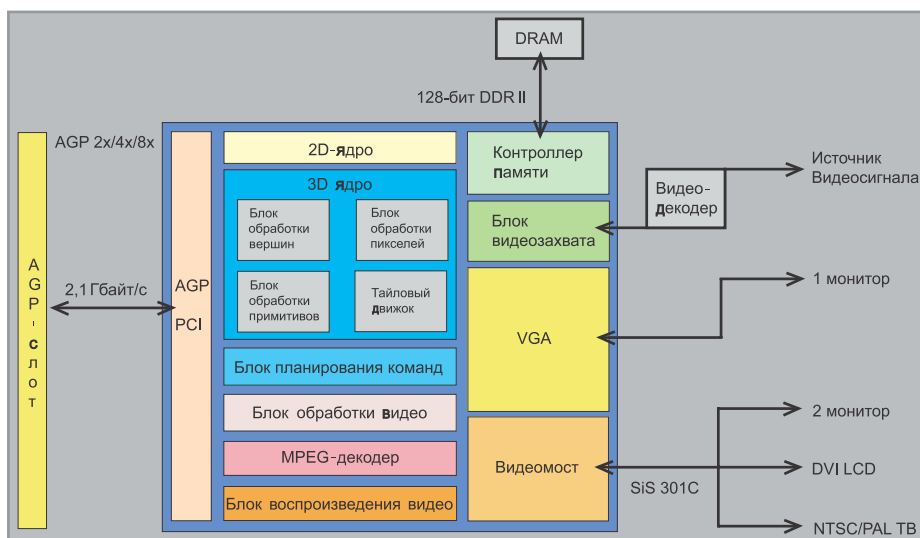 DRAM
128-бит DDR II
AGP 2x/4x/8x
2D-ядро
Контроллер
памяти
Источник
Видеосигнала
3D ядро
Видео-
декодер
Блок
обработки
вершин
Блок
обработки
пикселей
Блок
видеозахвата
AGP-слот
2,1 Гбайт/с
AGP
PCI
Блок
обработки
примитивов
Тайловый
движок
1 монитор
VGA
Блок планирования команд
Блок обработки видео
2 монитор
MPEG-декодер
Видеомост
DVI LCD
SiS 301C
Блок воспроизведения видео
NTSC/PAL ТВ